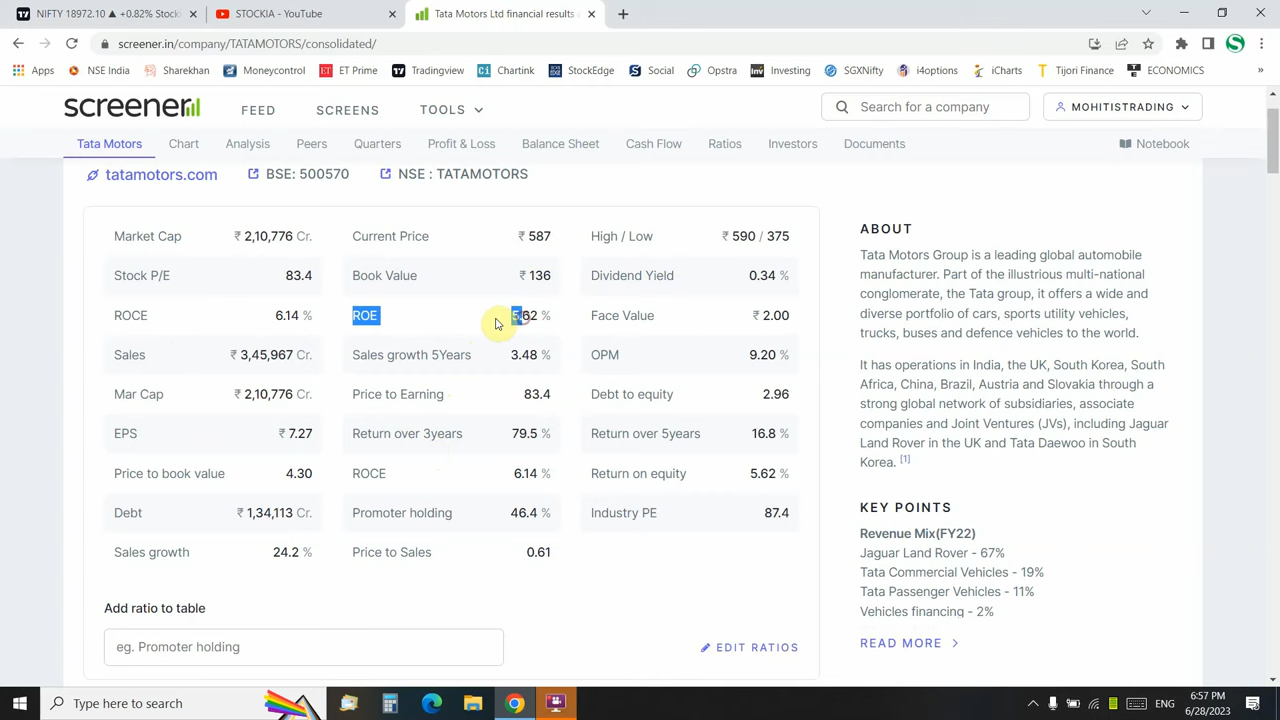 NIFTY 18972.10 ▲ +0.82% Stock
STOCKIA - YouTube
Tata Motors Ltd financial results
screener.in/company/TATAMOTORS/consolidated/
Apps
NSE India
Sharekhan
Moneycontrol
ET Prime
Tradingview
Chartink
StockEdge
Social
Opstra
Investing
SGXNifty
i4options
iCharts
Tijori Finance
ECONOMICS
screener
FEED
SCREENS
TOOLS
Search for a company
MOHITISTRADING
Tata Motors
Chart
Analysis
Peers
Quarters
Profit & Loss
Balance Sheet
Cash Flow
Ratios
Investors
Documents
Notebook
tatamotors.com
BSE: 500570
NSE : TATAMOTORS
Market Cap ₹ 2,10,776 Cr.
Current Price ₹ 587
High / Low ₹ 590 / 375
Stock P/E 83.4
Book Value ₹ 136
Dividend Yield 0.34 %
ROCE 6.14 %
ROE 5.62 %
Face Value ₹ 2.00
Sales ₹ 3,45,967 Cr.
Sales growth 5Years 3.48 %
OPM 9.20 %
Mar Cap ₹ 2,10,776 Cr.
Price to Earning 83.4
Debt to equity 2.96
EPS ₹ 7.27
Return over 3years 79.5 %
Return over 5years 16.8 %
Price to book value 4.30
ROCE 6.14 %
Return on equity 5.62 %
Debt ₹ 1,34,113 Cr.
Promoter holding 46.4 %
Industry PE 87.4
Sales growth 24.2 %
Price to Sales 0.61
Add ratio to table
eg. Promoter holding
EDIT RATIOS
ABOUT
Tata Motors Group is a leading global automobile
manufacturer. Part of the illustrious multi-national
conglomerate, the Tata group, it offers a wide and
diverse portfolio of cars, sports utility vehicles,
trucks, buses and defence vehicles to the world.
It has operations in India, the UK, South Korea, South
Africa, China, Brazil, Austria and Slovakia through a
strong global network of subsidiaries, associate
companies and Joint Ventures (JVs), including Jaguar
Land Rover in the UK and Tata Daewoo in South
Korea. [1]
KEY POINTS
Revenue Mix(FY22)
Jaguar Land Rover - 67%
Tata Commercial Vehicles - 19%
Tata Passenger Vehicles - 11%
Vehicles financing - 2%
READ MORE
Type here to search
ENG
6:57 PM
6/28/2023